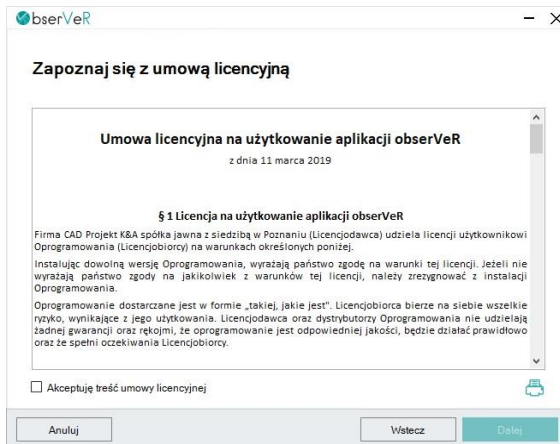 ObserVeR
Zapoznaj się z umową licencyjną
Umowa licencyjna na użytkowanie aplikacji obserVeR
z dnia 11 marca 2019
§ 1 Licencja na użytkowanie aplikacji obserVeR
Firma CAD Projekt K&A spółka jawna z siedzibą w Poznaniu (Licencjodawca) udziela licencji użytkownikowi
Oprogramowania (Licencjobiorcy) na warunkach określonych poniżej.
Instalując dowolną wersję Oprogramowania, wyrażają państwo zgodę na warunki tej licencji. Jeżeli nie
wyrażają państwo zgody na jakikolwiek z warunków tej licencji, należy zrezygnować z instalacji
Oprogramowania.
Oprogramowanie dostarczane jest w formie „takiej, jakie jest". Licencjobiorca bierze na siebie wszelkie
ryzyko, wynikające z jego użytkowania. Licencjodawca oraz dystrybutorzy Oprogramowania nie udzielają
żadnej gwarancji oraz rękojmi, że oprogramowanie jest odpowiedniej jakości, będzie działać prawidłowo
oraz że spełni oczekiwania Licencjobiorcy.
Akceptuję treść umowy licencyjnej
Anuluj
Wstecz
Dalej